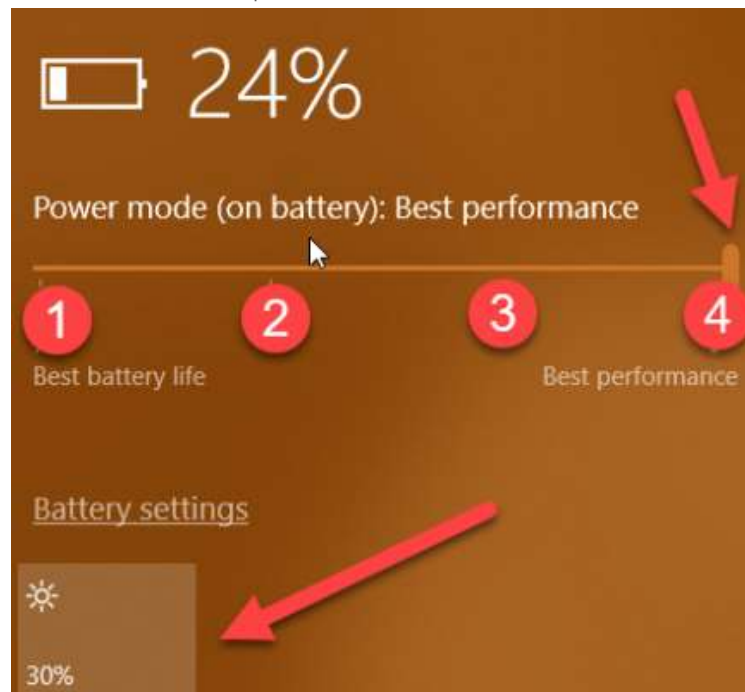 24%
Power mode (on battery): Best performance
1 2 3 4
Best battery life Best performance
Battery settings
30%